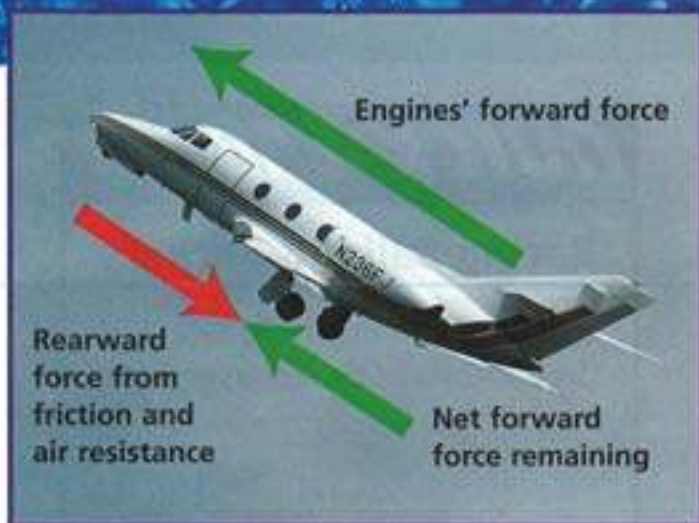 Engines' forward force
Rearward
force from
friction and
air resistance
Net forward
force remaining